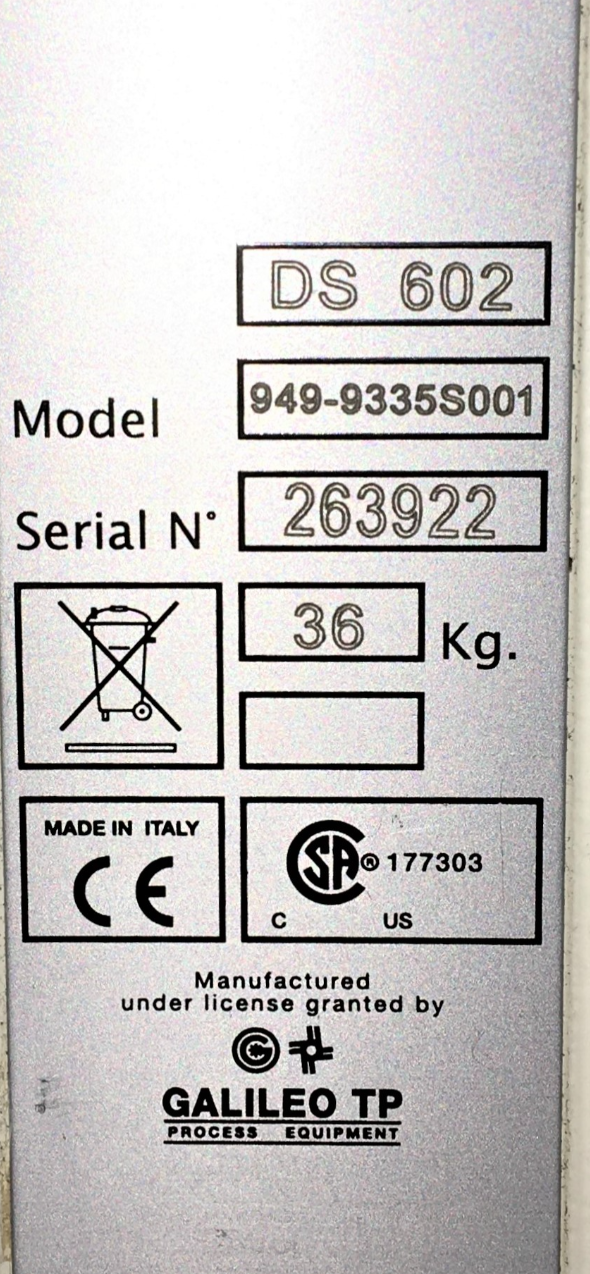 DS 602
Model 949-9335S001
Serial N° 263922
36 Kg.
MADE IN ITALY
CE
SA ® 177303
C US
Manufactured
under license granted by
GALILEO TP
PROCESS EQUIPMENT